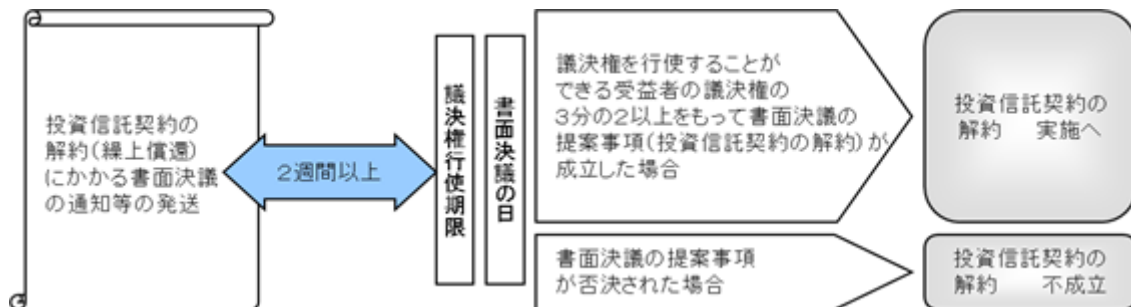 投資信託契約の
解約(繰上償還)
にかかる書面決議
の通知等の発送
2週間以上
議決権行使期限
書面決議の日
議決権を行使することが
できる受益者の議決権の
3分の2以上をもって書面決議の
提案事項(投資信託契約の解約)が
成立した場合
投資信託契約の
解約　実施へ
書面決議の提案事項
が否決された場合
投資信託契約の
解約　不成立